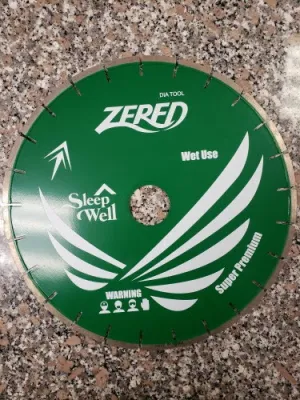 DIA TOOL
ZERED
Wet Use
Sleep
Well
Super Premium
WARNING